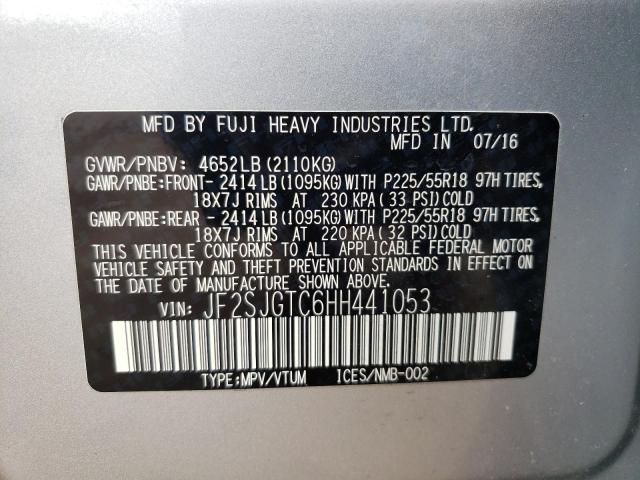 MFD BY FUJI HEAVY INDUSTRIES LTD.
MFD IN 07/16
GVWR/PNBV: 4652LB (2110KG)
GAWR/PNBE:FRONT- 2414 LB (1095KG) WITH P225/55R18 97H TIRES,
18X7J RIMS AT 230 KPA ( 33 PSI) COLD
GAWR/PNBE:REAR - 2414 LB (1095KG) WITH P225/55R18 97H TIRES,
18X7J RIMS AT 220 KPA ( 32 PSI) COLD
THIS VEHICLE CONFORMS TO ALL APPLICABLE FEDERAL MOTOR
VEHICLE SAFETY AND THEFT PREVENTION STANDARDS IN EFFECT ON
THE DATE OF MANUFACTURE SHOWN ABOVE.
VIN: JF2SJGTC6HH441053
TYPE:MPV/VTUM ICES/NMB-002